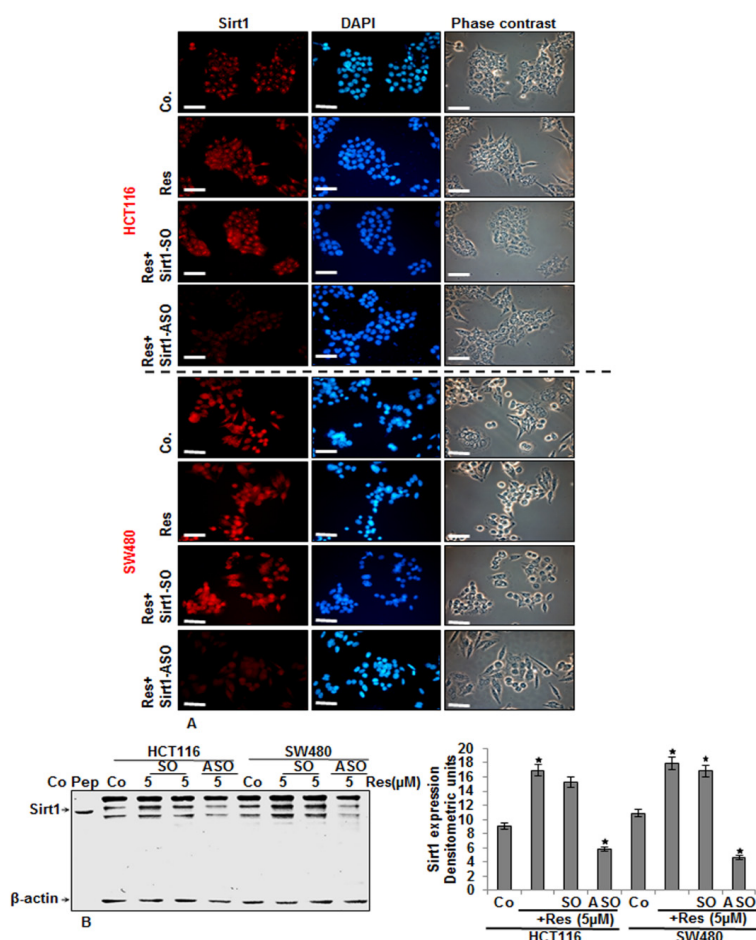 Sirt1 DAPI Phase contrast
HCT116
Co.
Res
Res+ Sirt1-SO
Res+ Sirt1-ASO
SW480
Co.
Res
Res+ Sirt1-SO
Res+ Sirt1-ASO
A
HCT116 SW480
SO ASO SO ASO
Co Pep Co 5 5 5 Co 5 5 5 Res(µM)
Sirt1
β-actin
B
Sirt1 expression
Densitometric units
20
18
16
14
12
10
8
6
4
2
0
Co SO A SO Co SO A SO
+Res (5µM) +Res (5µM)
HCT116 SW480